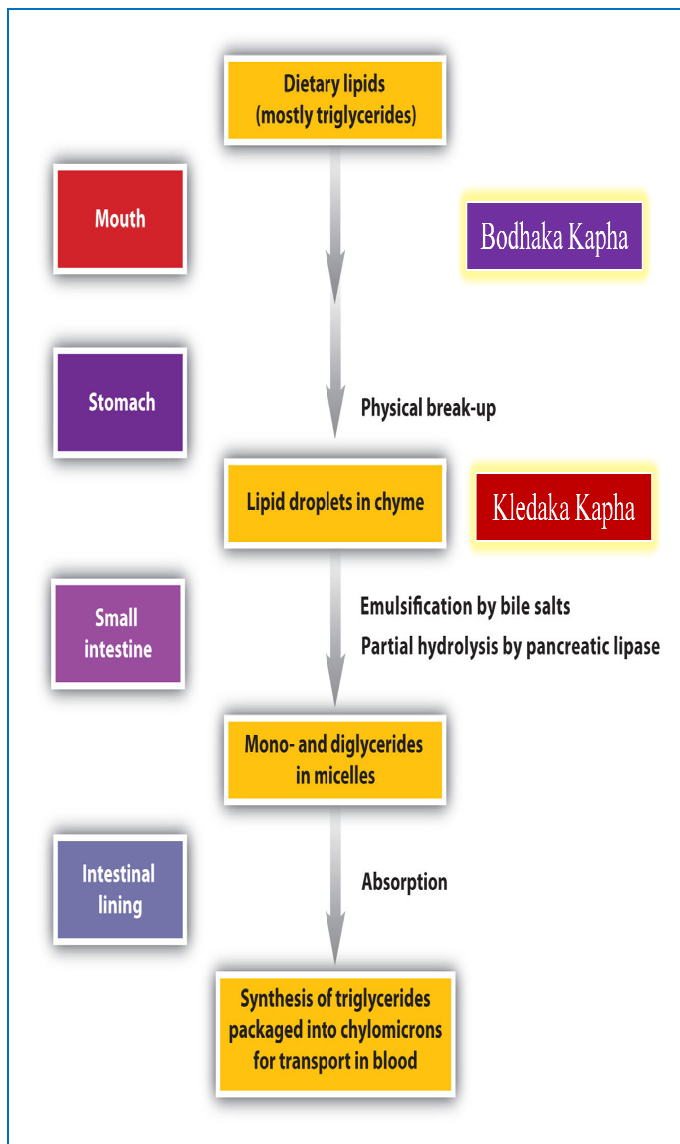 Dietary lipids
(mostly triglycerides)
Mouth
Bodhaka Kapha
Stomach
Physical break-up
Lipid droplets in chyme
Kledaka Kapha
Small
intestine
Emulsification by bile salts
Partial hydrolysis by pancreatic lipase
Mono- and diglycerides
in micelles
Intestinal
lining
Absorption
Synthesis of triglycerides
packaged into chylomicrons
for transport in blood